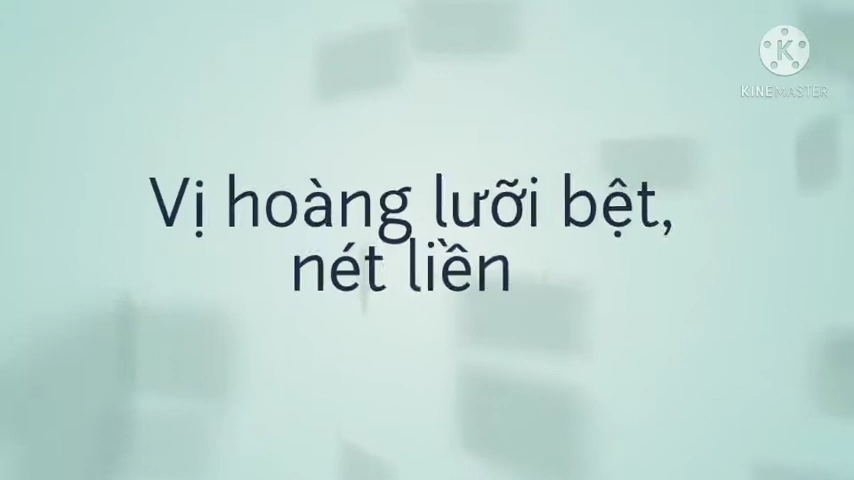 KINEMASTER
Vị hoàng lưỡi bệt,
nét liền